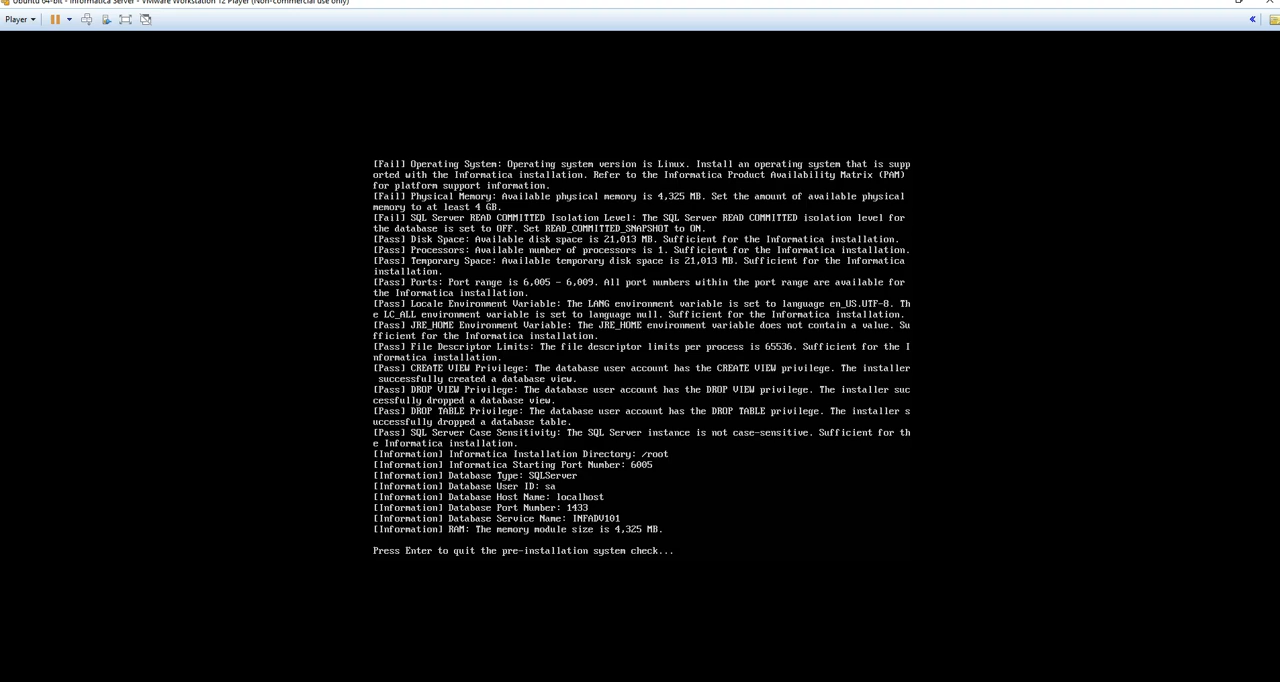 Ubuntu 64-bit - Informatica Server - VMware Workstation 12 Player (Non-commercial use only)
Player
[Fail] Operating System: Operating system version is Linux. Install an operating system that is supp
orted with the Informatica installation. Refer to the Informatica Product Availability Matrix (PAM)
for platform support information.
[Fail] Physical Memory: Available physical memory is 4,325 MB. Set the amount of available physical
memory to at least 4 GB.
[Fail] SQL Server READ COMMITTED Isolation Level: The SQL Server READ COMMITTED isolation level for
the database is set to OFF. Set READ_COMMITTED_SNAPSHOT to ON.
[Pass] Disk Space: Available disk space is 21,013 MB. Sufficient for the Informatica installation.
[Pass] Processors: Available number of processors is 1. Sufficient for the Informatica installation.
[Pass] Temporary Space: Available temporary disk space is 21,013 MB. Sufficient for the Informatica
installation.
[Pass] Ports: Port range is 6,005 - 6,009. All port numbers within the port range are available for
the Informatica installation.
[Pass] Locale Environment Variable: The LANG environment variable is set to language en_US.UTF-8. Th
e LC_ALL environment variable is set to language null. Sufficient for the Informatica installation.
[Pass] JRE_HOME Environment Variable: The JRE_HOME environment variable does not contain a value. Su
fficient for the Informatica installation.
[Pass] File Descriptor Limits: The file descriptor limits per process is 65536. Sufficient for the I
nformatica installation.
[Pass] CREATE VIEW Privilege: The database user account has the CREATE VIEW privilege. The installer
successfully created a database view.
[Pass] DROP VIEW Privilege: The database user account has the DROP VIEW privilege. The installer suc
cessfully dropped a database view.
[Pass] DROP TABLE Privilege: The database user account has the DROP TABLE privilege. The installer s
uccessfully dropped a database table.
[Pass] SQL Server Case Sensitivity: The SQL Server instance is not case-sensitive. Sufficient for th
e Informatica installation.
[Information] Informatica Installation Directory: /root
[Information] Informatica Starting Port Number: 6005
[Information] Database Type: SQLServer
[Information] Database User ID: sa
[Information] Database Host Name: localhost
[Information] Database Port Number: 1433
[Information] Database Service Name: INFADV101
[Information] RAM: The memory module size is 4,325 MB.
Press Enter to quit the pre-installation system check...